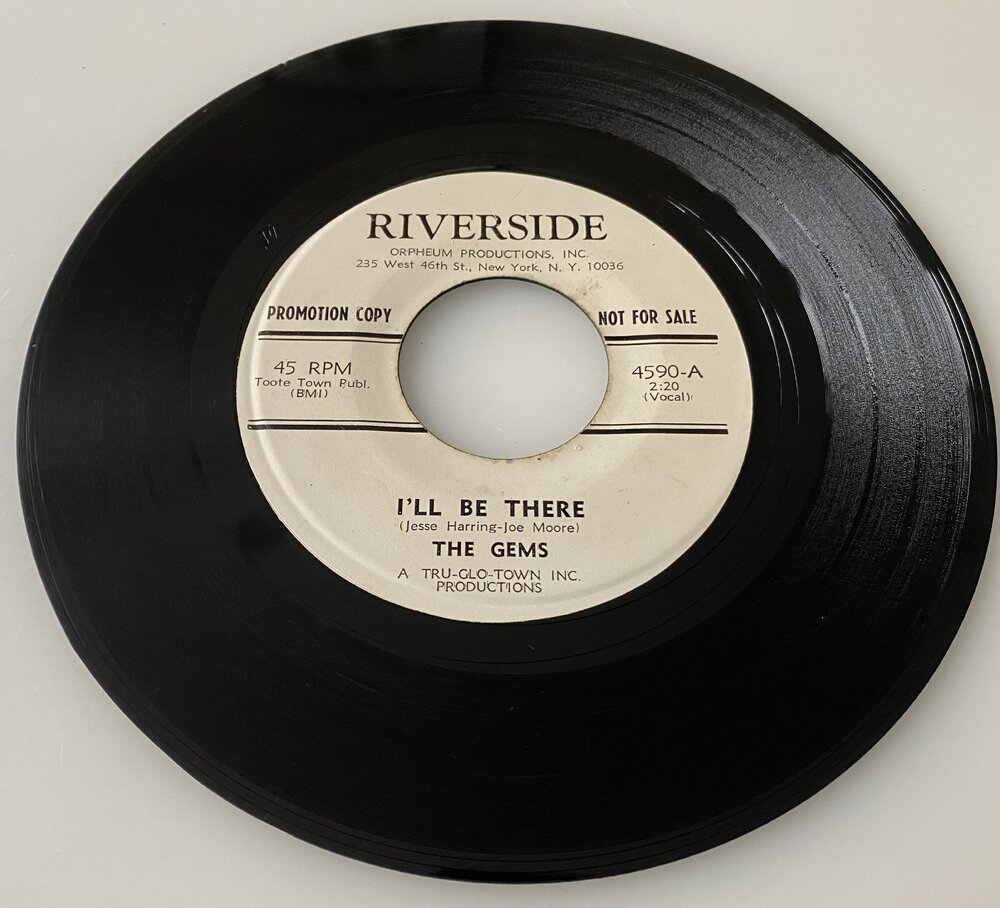 RIVERSIDE
ORPHEUM PRODUCTIONS, INC.
235 West 46th St., New York, N. Y. 10036
PROMOTION COPY
NOT FOR SALE
45 RPM
Toote Town Publ.
(BMI)
4590-A
2:20
(Vocal)
I'LL BE THERE
(Jesse Harring-Joe Moore)
THE GEMS
A TRU-GLO-TOWN INC.
PRODUCTIONS